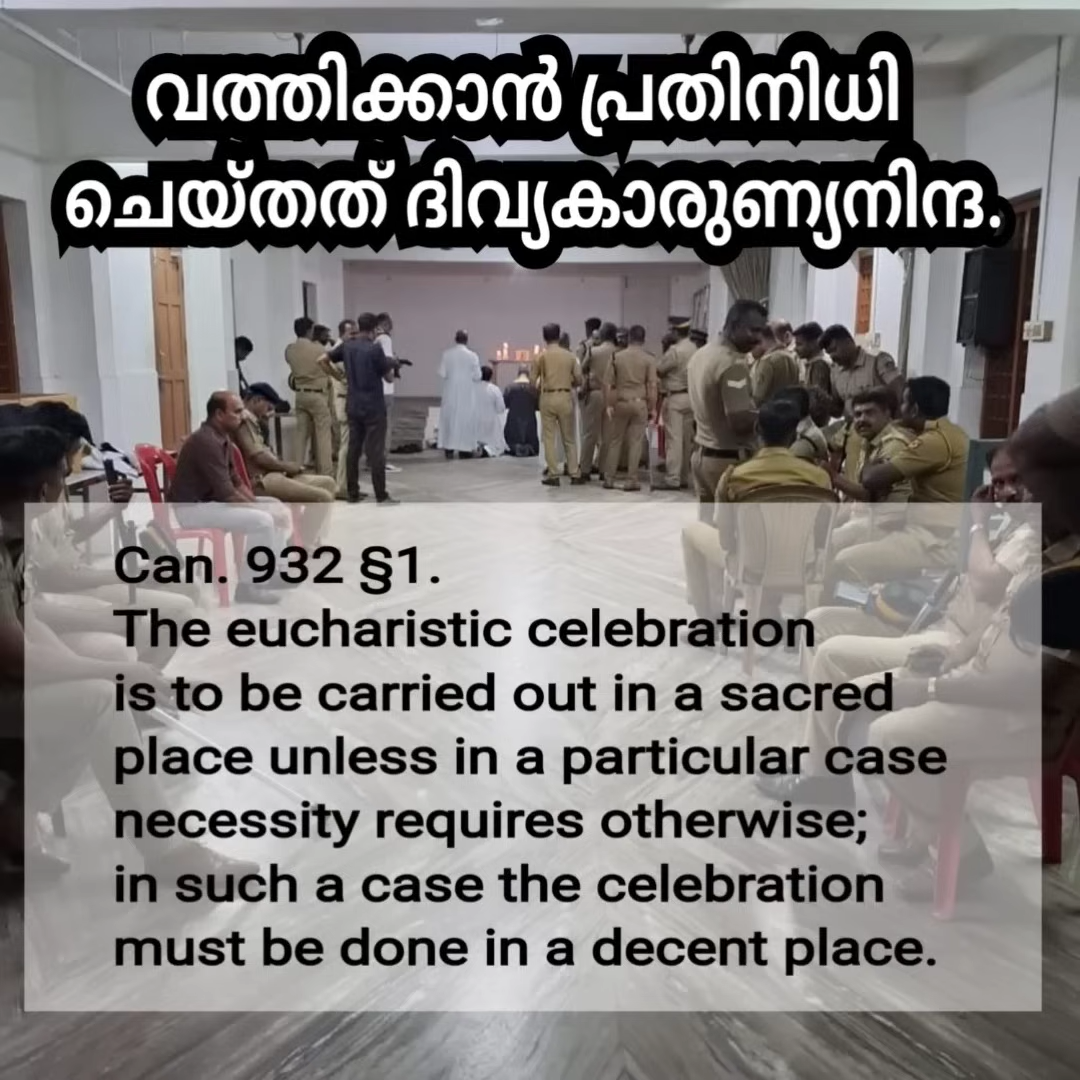 വത്തിക്കാൻ പ്രതിനിധി
ചെയ്തത് ദിവ്യകാരുണ്യനിന്ദ.
Can. 932 §1.
The eucharistic celebration
is to be carried out in a sacred
place unless in a particular case
necessity requires otherwise;
in such a case the celebration
must be done in a decent place.